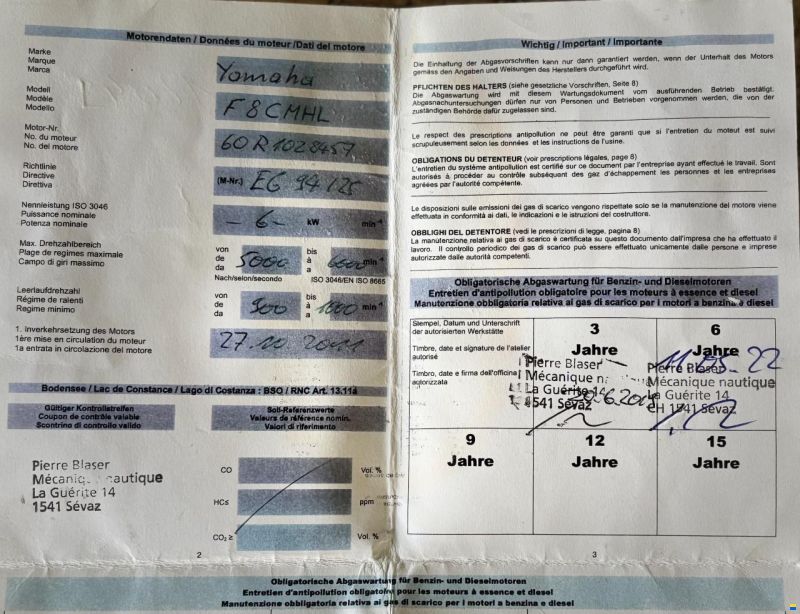 Motorendaten / Données du moteur /Dati del motore
Marke
Marque
Marca
Yamaha
Modell
Modèle
Modello
F8CMHL
Motor-Nr.
No. du moteur
No. del motore
60R1028457
Richtlinie
Directive
Direttiva
(M-Nr.) EG 94/25
Nennleistung ISO 3046
Puissance nominale
Potenza nominale
- 6 - kW min⁻¹
Max. Drehzahlbereich
Plage de regimes maximale
Campo di giri massimo
von
de
da
5000
bis
à
a
6000 min⁻¹
Nach/selon/secondo ISO 3046/EN ISO 8665
Leerlaufdrehzahl
Régime de ralenti
Regime minimo
von
de
da
900
bis
à
a
1000 min⁻¹
1. Inverkehrsetzung des Motors
1ère mise en circulation du moteur
1a entrata in circolazione del motore
27.10 2011
Bodensee / Lac de Constance / Lago di Costanza : BSO / RNC Art. 13.11a
Gültiger Kontrollstreifen
Coupon de contrôle valable
Scontrino di controllo valido
Soll-Referenzwerte
Valeurs de référence nomin.
Valori di riferimento
Pierre Blaser
Mécanique nautique
La Guérite 14
1541 Sévaz
CO Vol. %
HC≤ ppm
CO₂ ≥ Vol. %
2
Wichtig / Important / Importante
Die Einhaltung der Abgasvorschriften kann nur dann garantiert werden, wenn der Unterhalt des Motors
gemäss den Angaben und Weisungen des Herstellers durchgeführt wird.
PFLICHTEN DES HALTERS (siehe gesetzliche Vorschriften, Seite 8)
Die Abgaswartung wird mit diesem Wartungsdokument vom ausführenden Betrieb bestätigt.
Abgasnachuntersuchungen dürfen nur von Personen und Betrieben vorgenommen werden, die von der
zuständigen Behörde dafür zugelassen sind.
Le respect des prescriptions antipollution ne peut être garanti que si l'entretien du moteur est suivi
scrupuleusement selon les données et les instructions de l'usine.
OBLIGATIONS DU DETENTEUR (voir prescriptions légales, page 8)
L'entretien du système antipollution est certifié sur ce document par l'entreprise ayant effectué le travail. Sont
autorisés à procéder au contrôle subséquent des gaz d'échappement les personnes et les entreprises
agréées par l'autorité compétente.
Le disposizioni sulle emissioni dei gas di scarico vengono rispettate solo se la manutenzione del motore viene
effettuata in conformità ai dati, le indicazioni e le istruzioni del costruttore.
OBBLIGHI DEL DETENTORE (vedi le prescrizioni di legge, pagina 8)
La manutenzione relativa ai gas di scarico è certificata su questo documento dall'impresa che ha effettuato il
lavoro. Il controllo periodico dei gas di scarico può essere effettuato unicamente dalle persone e imprese
autorizzate dalle autorità competenti.
Obligatorische Abgaswartung für Benzin- und Dieselmotoren
Entretien d'antipollution obligatoire pour les moteurs à essence et diesel
Manutenzione obbligatoria relativa ai gas di scarico per i motori a benzina e diesel
Stempel, Datum und Unterschrift
der autorisierten Werkstätte
Timbre, date et signature de l'atelier
autorisé
Timbro, date e firma dell'officina
autorizzata
3
Jahre
Pierre Blaser
Mécanique
La Guérite 14
1541 Sévaz
6
Jahre
11.05.22
Pierre Blaser
Mécanique nautique
La Guérite 14
CH 1541 Sévaz
9
Jahre
12
Jahre
15
Jahre
3
Obligatorische Abgaswartung für Benzin- und Dieselmotoren
Entretien d'antipollution obligatoire pour les moteurs à essence et diesel
Manutenzione obbligatoria relativa ai gas di scarico per i motori a benzina e diesel